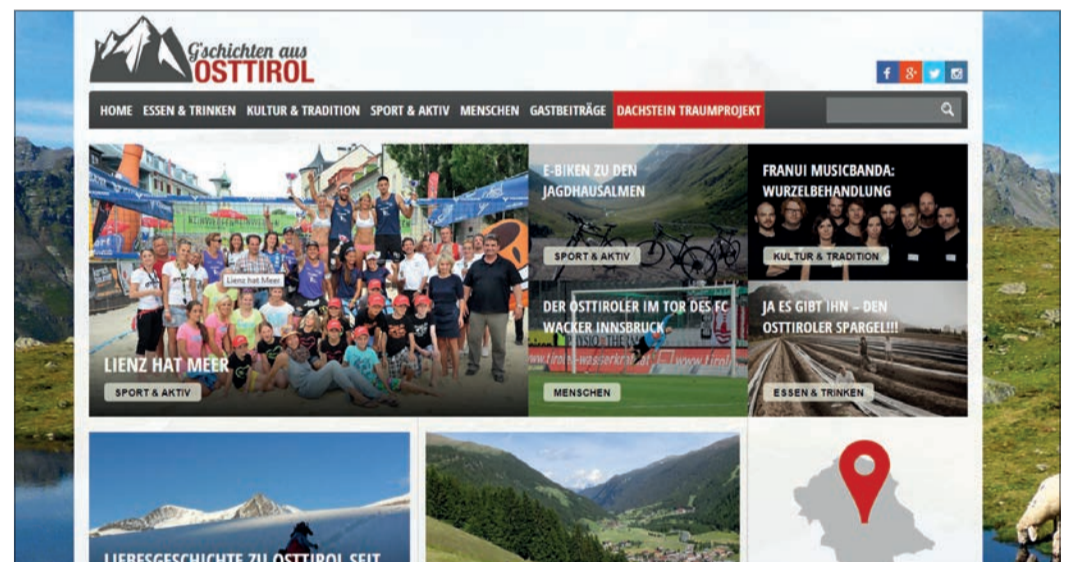 G'schichten aus
OSTTIROL
HOME ESSEN & TRINKEN KULTUR & TRADITION SPORT & AKTIV MENSCHEN GASTBEITRÄGE DACHSTEIN TRAUMPROJEKT
Lienz hat Meer
LIENZ HAT MEER
SPORT & AKTIV
E-BIKEN ZU DEN
JAGDHAUSALMEN
SPORT & AKTIV
FRANUI MUSICBANDA:
WURZELBEHANDLUNG
KULTUR & TRADITION
DER OSTTIROLER IM TOR DES FC
WACKER INNSBRUCK
MENSCHEN
JA ES GIBT IHN – DEN
OSTTIROLER SPARGEL!!!
ESSEN & TRINKEN
LIEBESGESCHICHTE ZU OSTTIROL SEIT